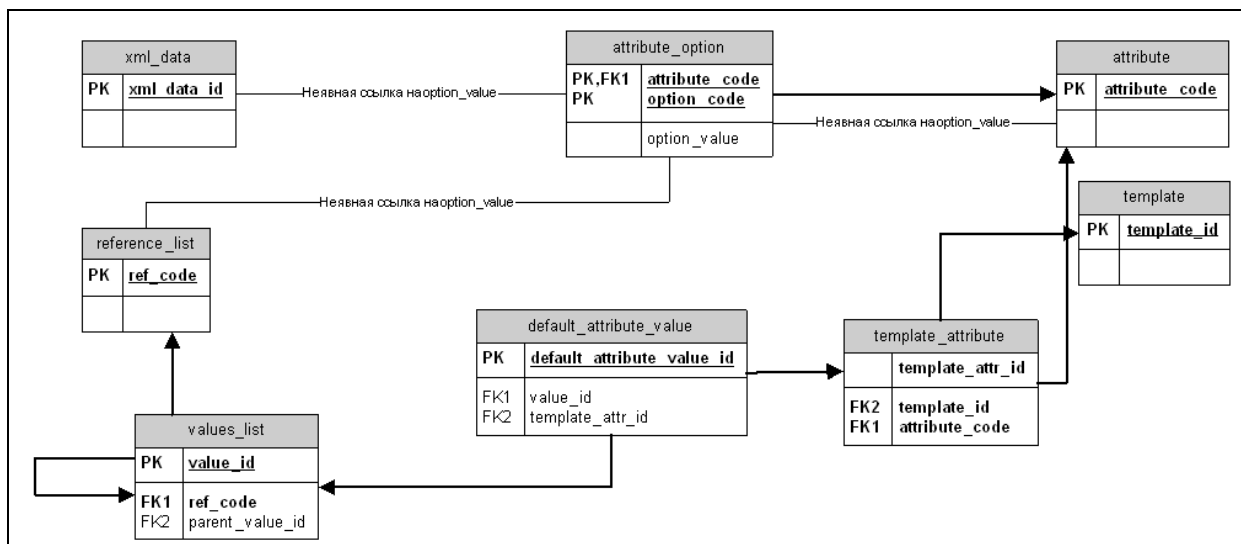 xml_data
PK xml_data_id
Неявная ссылка наoption_value
attribute_option
PK,FK1 attribute_code
PK option_code
option_value
attribute
PK attribute_code
Неявная ссылка наoption_value
Неявная ссылка наoption_value
template
PK template_id
reference_list
PK ref_code
default_attribute_value
PK default_attribute_value_id
FK1 value_id
FK2 template_attr_id
template_attribute
template_attr_id
FK2 template_id
FK1 attribute_code
values_list
PK value_id
FK1 ref_code
FK2 parent_value_id